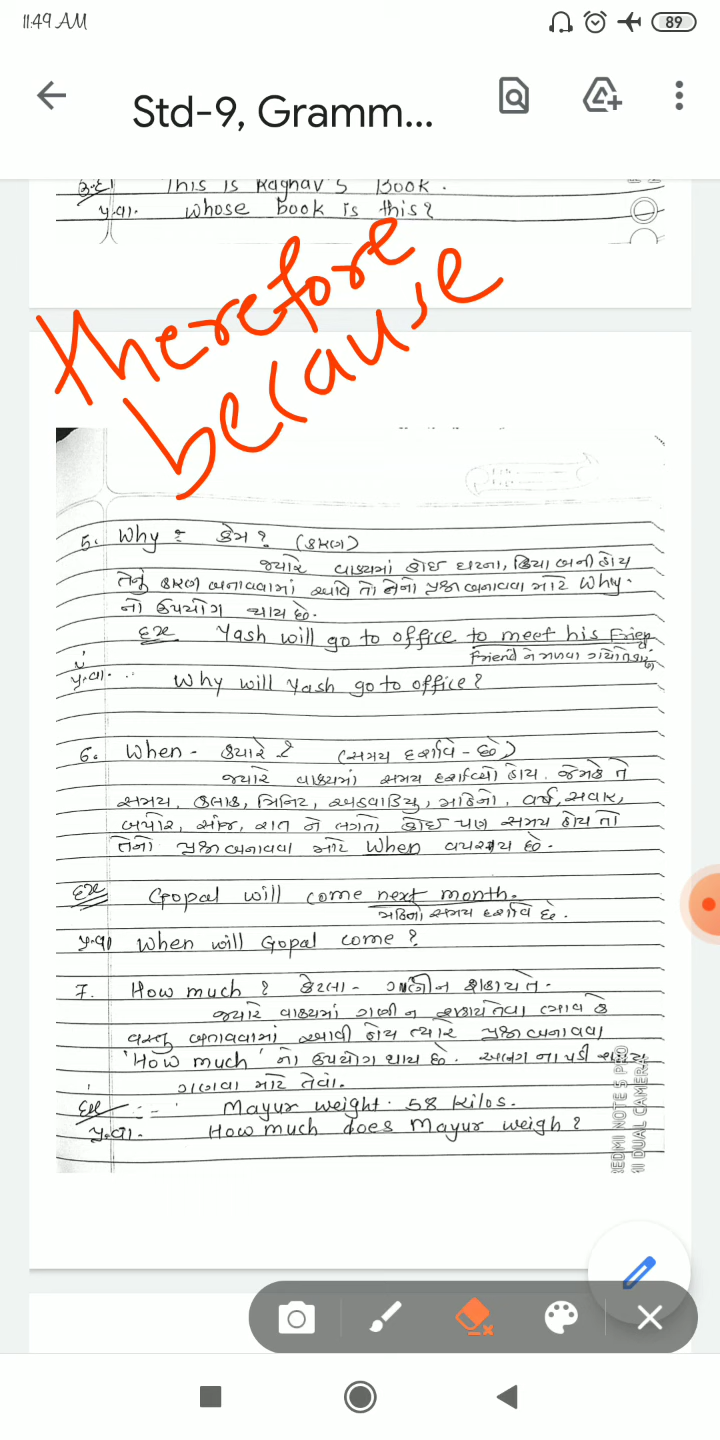 11:49 AM
89
Std-9, Gramm...
This is Raghav's Book.
પ્ર.વા. whose book is this?
therefore
because
5. Why ? કેમ? (કારણ)
જ્યારે વાક્યમાં કોઈ ઘટના, ક્રિયા બની હોય
તેનું કારણ બનાવવામાં આવે તો તેનો પ્રશ્ન બનાવવા માટે Why.
નો ઉપયોગ થાય છે.
Yash will go to office to meet his
friend ને મળવા
પ્ર.વા. Why will Yash go to office?
6. When - ક્યારે ? (સમય દર્શાવે - છે)
જ્યારે વાક્યમાં સમય દર્શાવ્યો હોય. જેમકે તે
સમય, કલાક, મિનિટ, અઠવાડિયુ, મહિનો, વર્ષ, સવાર,
બપોર, સાંજ, રાત ને લગતો કોઈ પણ સમય હોય તો
તેનો પ્રશ્ન બનાવવા માટે When વપરાય છે.
Gopal will come next month.
મહિનો સમય દર્શાવે છે.
પ્ર.વા When will Gopal come?
7. How much ? કેટલા - ગણી ન શકાય તે.
જ્યારે વાક્યમાં ગણી ન શકાય તેવા ભાવ કે
વસ્તુ બતાવવામાં આવી હોય ત્યારે પ્રશ્ન બનાવવા
'How much' નો ઉપયોગ થાય છે. અલગ ના પડી શકાય
ગણવા માટે તેવા.
Mayur weight. 58 kilos.
પ્ર.વા. How much does Mayur weigh?
REDMI NOTE 5 PRO
MI DUAL CAMERA